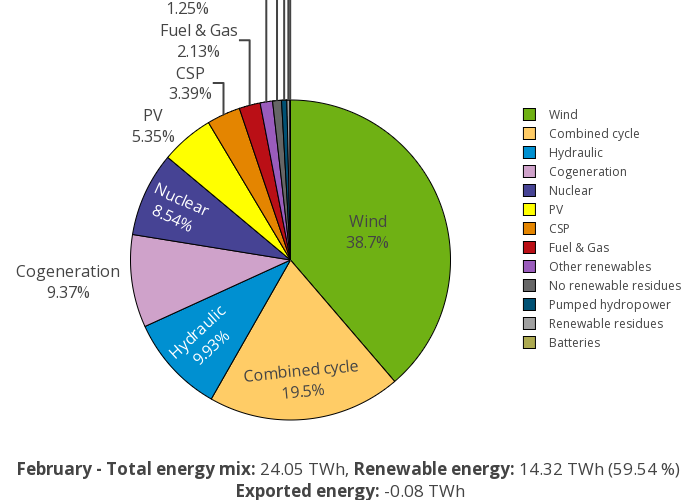 1.25%
Fuel & Gas
2.13%
CSP
3.39%
PV
5.35%
Nuclear
8.54%
Cogeneration
9.37%
Hydraulic
9.93%
Combined cycle
19.5%
Wind
38.7%
Wind
Combined cycle
Hydraulic
Cogeneration
Nuclear
PV
CSP
Fuel & Gas
Other renewables
No renewable residues
Pumped hydropower
Renewable residues
Batteries
February - Total energy mix: 24.05 TWh, Renewable energy: 14.32 TWh (59.54 %)
Exported energy: -0.08 TWh